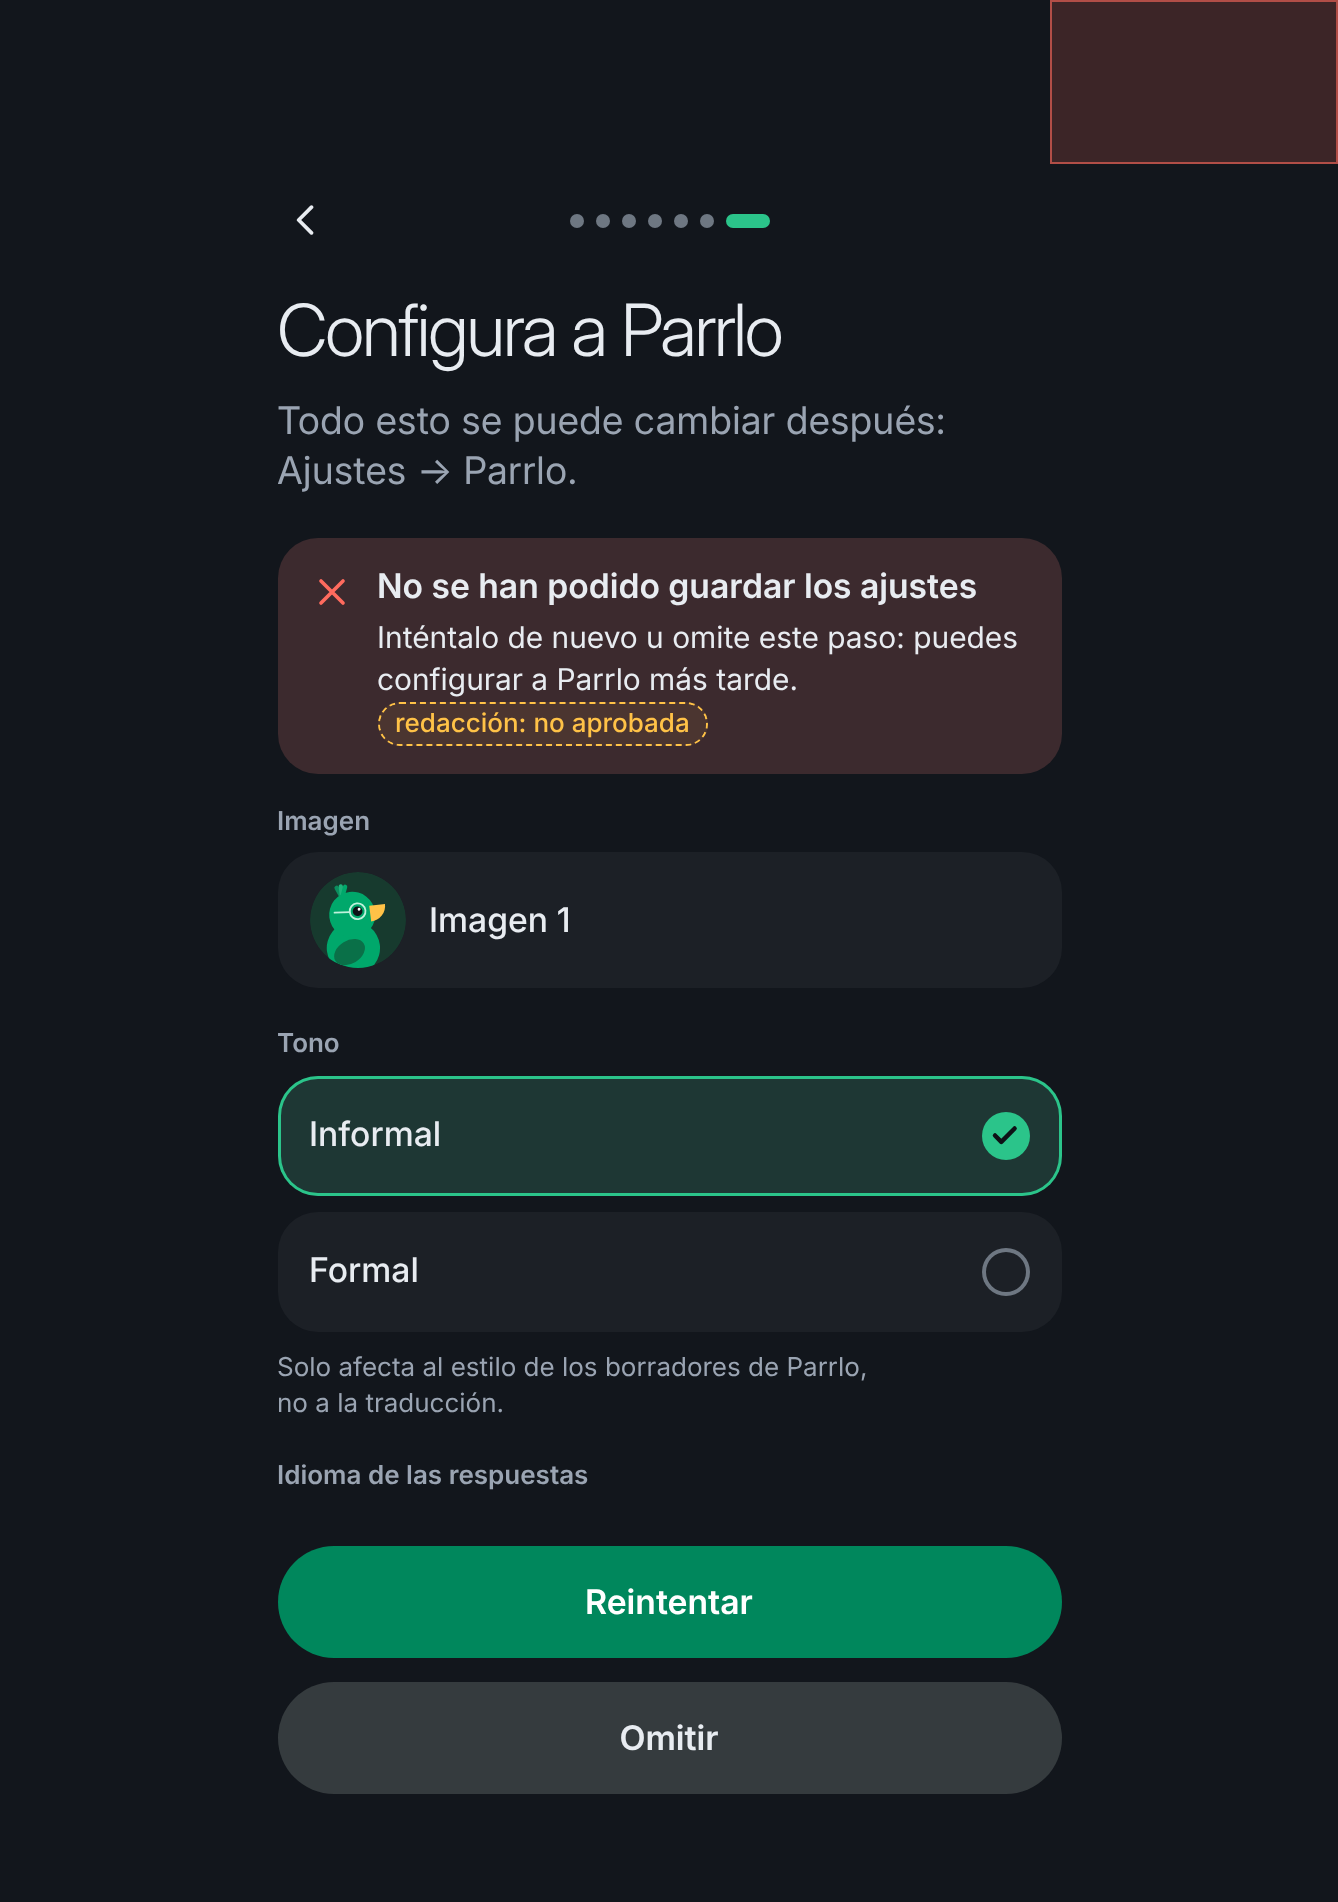 Configura a Parrlo
Todo esto se puede cambiar después:
Ajustes → Parrlo.
No se han podido guardar los ajustes
Inténtalo de nuevo u omite este paso: puedes
configurar a Parrlo más tarde.
redacción: no aprobada
Imagen
Imagen 1
Tono
Informal
Formal
Solo afecta al estilo de los borradores de Parrlo,
no a la traducción.
Idioma de las respuestas
Reintentar
Omitir